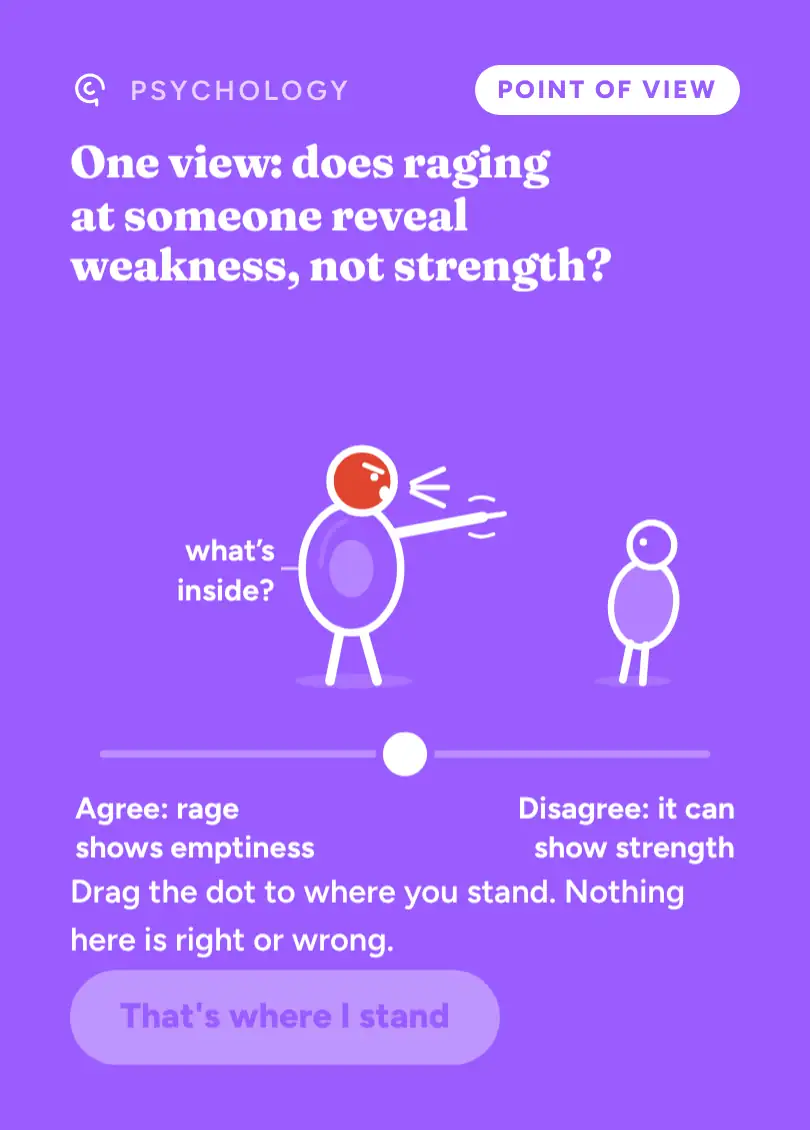 PSYCHOLOGY
POINT OF VIEW
One view: does raging
at someone reveal
weakness, not strength?
what’s
inside?
Agree: rage
shows emptiness
Disagree: it can
show strength
Drag the dot to where you stand. Nothing
here is right or wrong.
That's where I stand